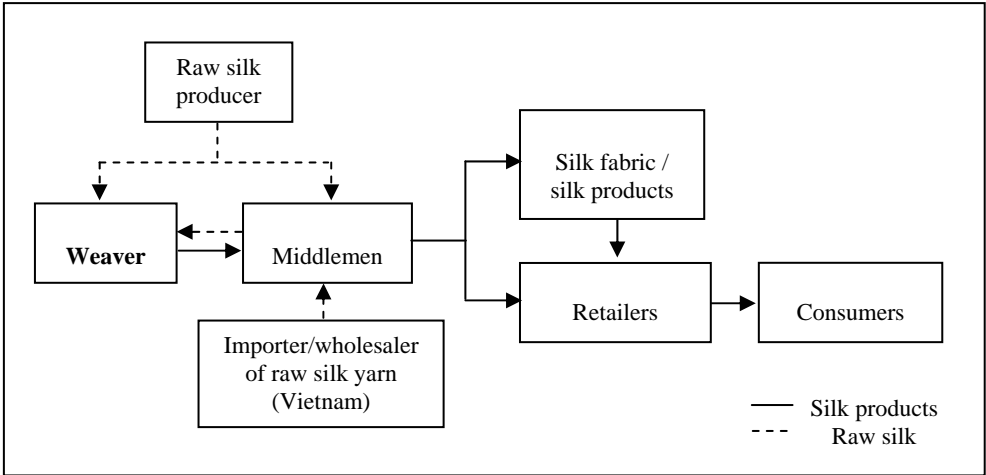 Raw silk
producer
Silk fabric /
silk products
Weaver
Middlemen
Retailers
Consumers
Importer/wholesaler
of raw silk yarn
(Vietnam)
Silk products
Raw silk